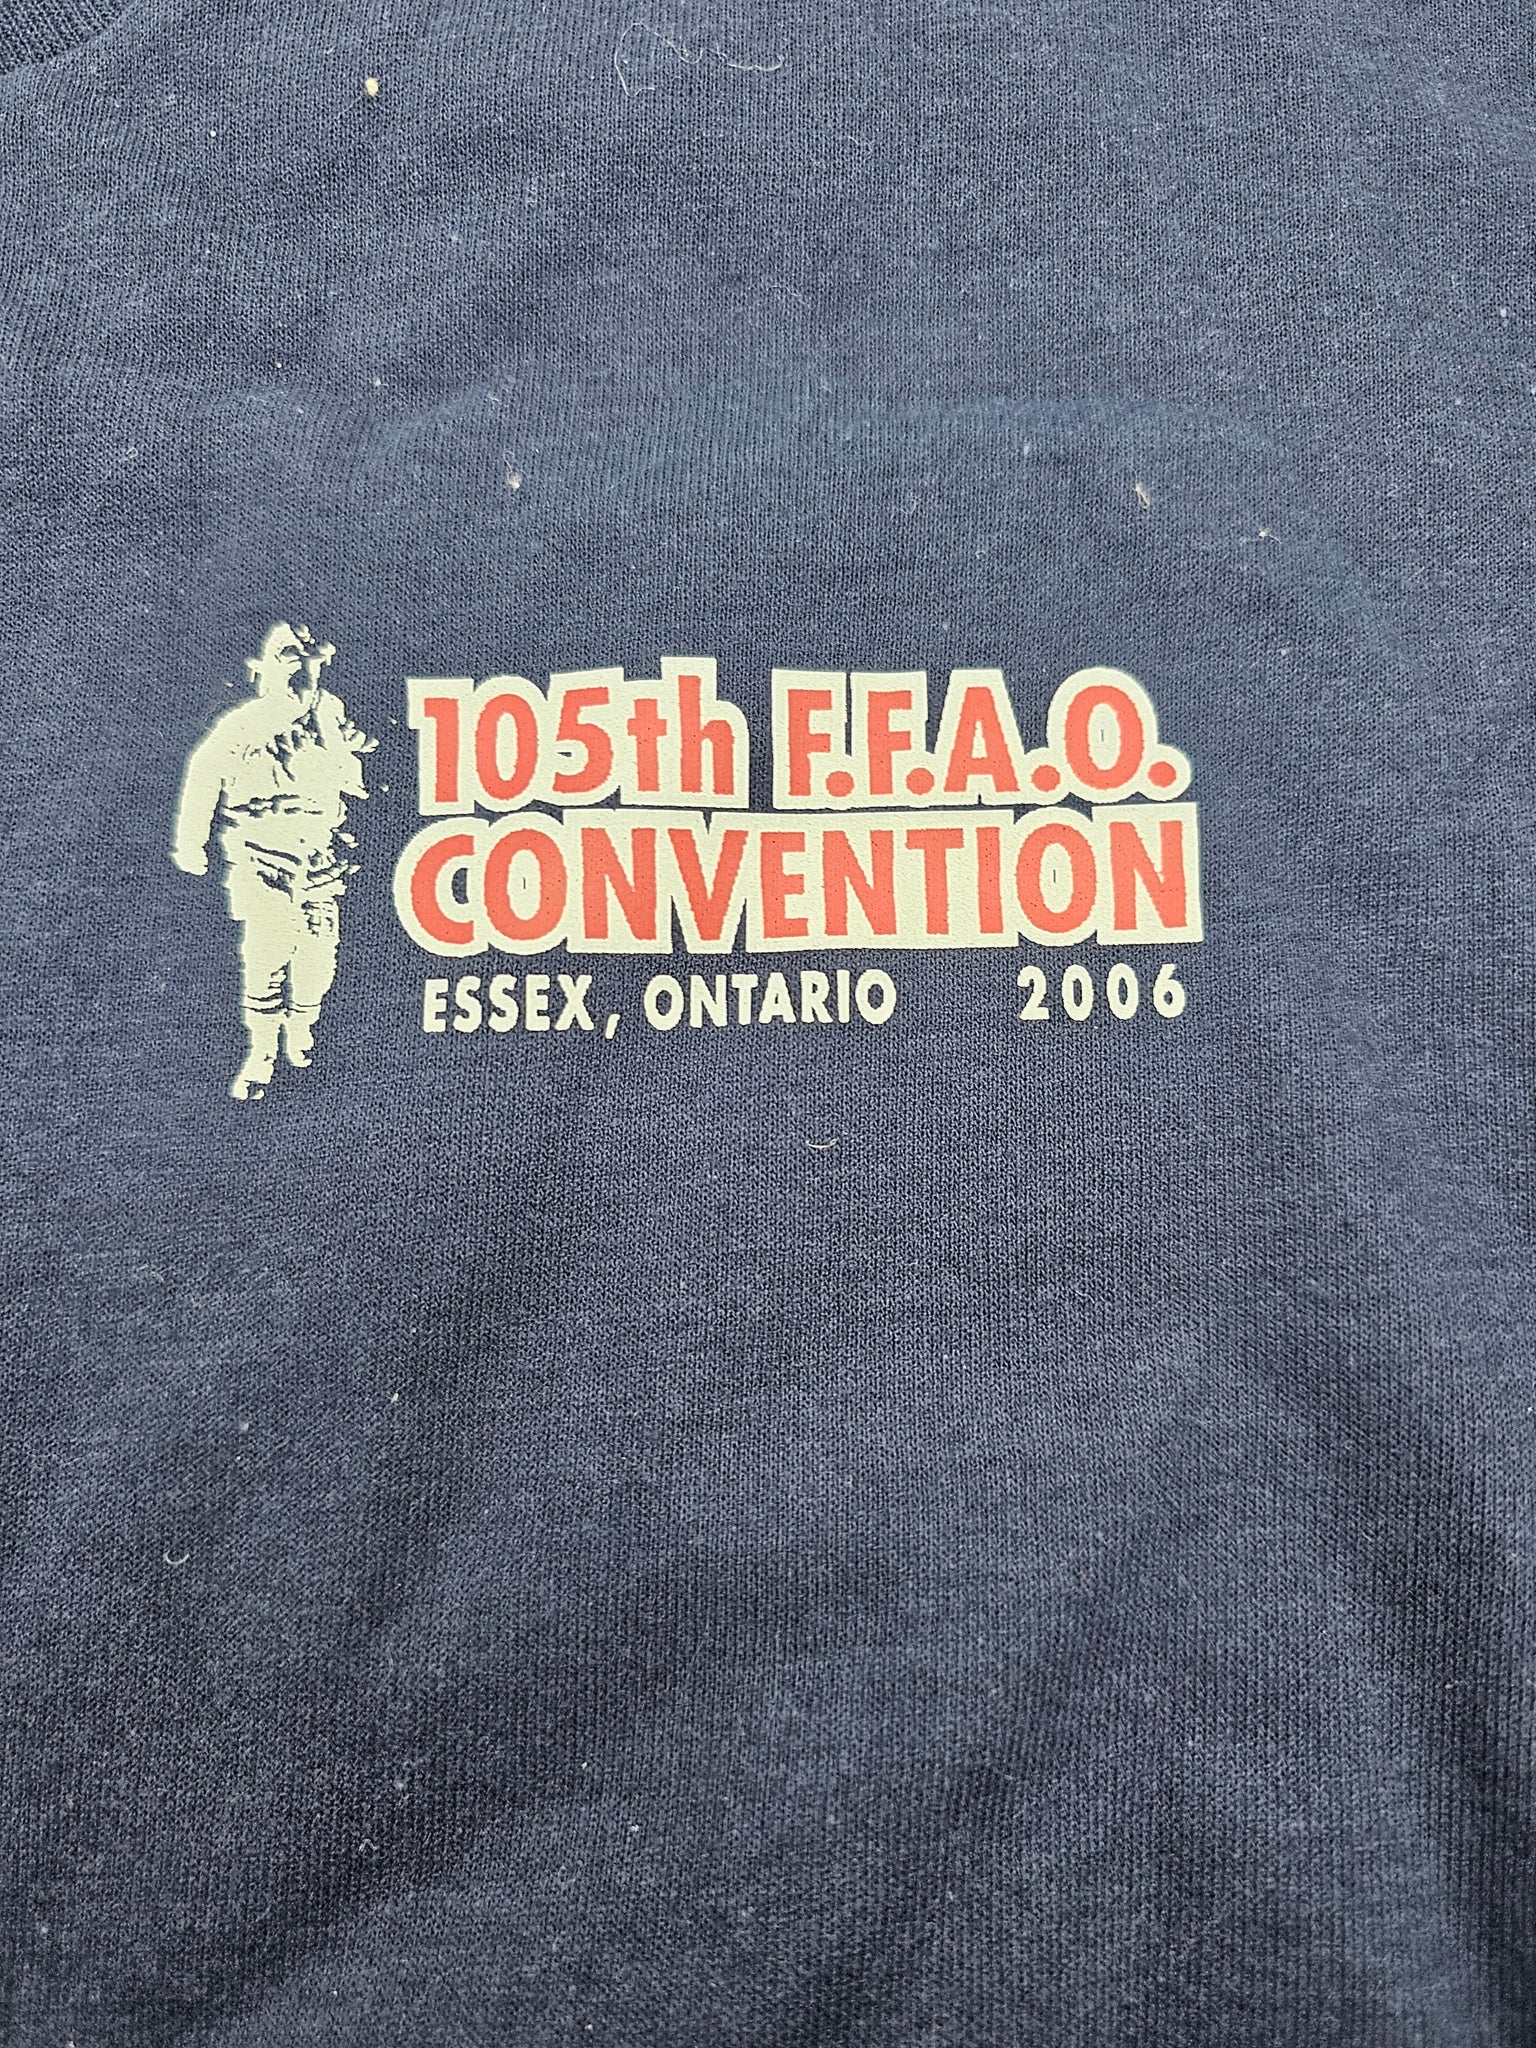 105th F.F.A.O.
CONVENTION
ESSEX, ONTARIO 2006